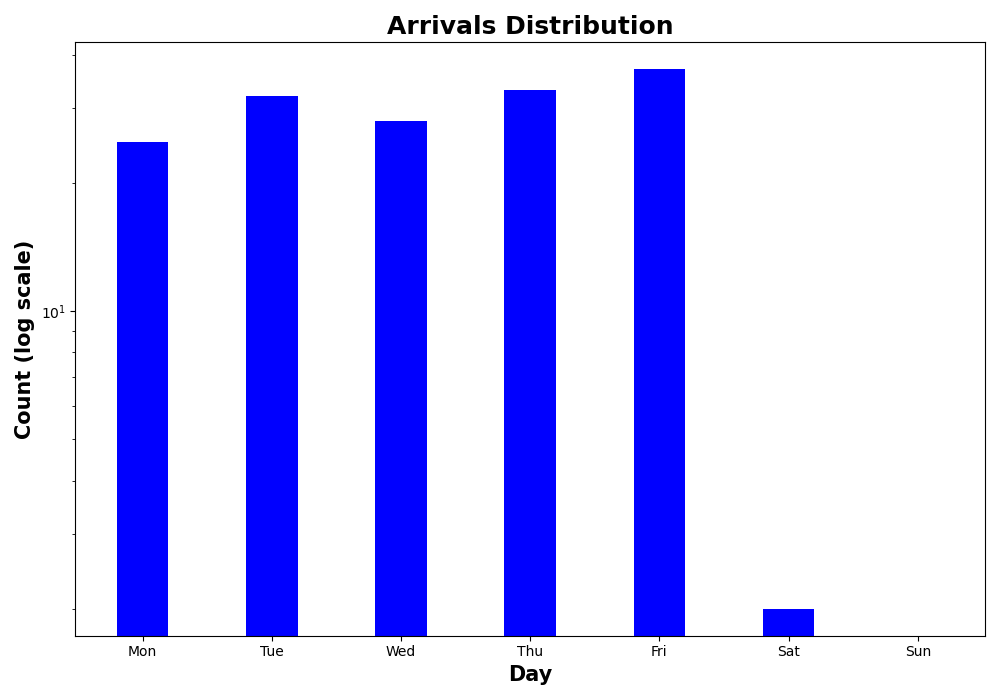 Arrivals Distribution
Count (log scale)
10¹
Mon Tue Wed Thu Fri Sat Sun
Day